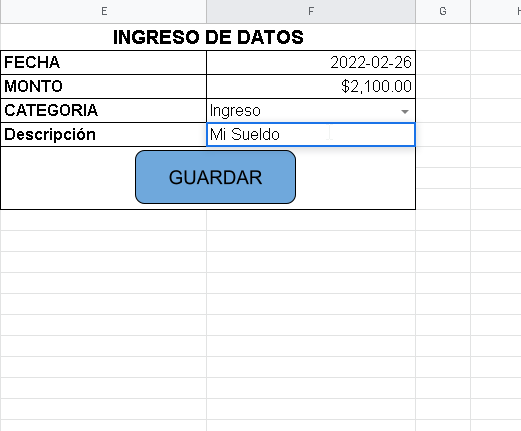 E F G
INGRESO DE DATOS
FECHA 2022-02-26
MONTO $2,100.00
CATEGORIA Ingreso
Descripción Mi Sueldo
GUARDAR